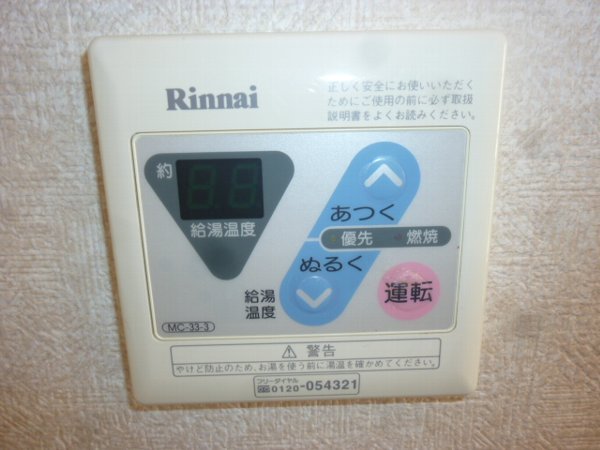 Rinnai
正しく安全にお使いいただく
ためにご使用の前に必ず取扱
説明書をよくお読みください。
約
給湯温度
あつく
優先 燃焼
ぬるく
給湯
温度
運転
MC-33-3
⚠ 警告
やけど防止のため、お湯を使う前に湯温を確かめてください。
フリーダイヤル
0120-054321